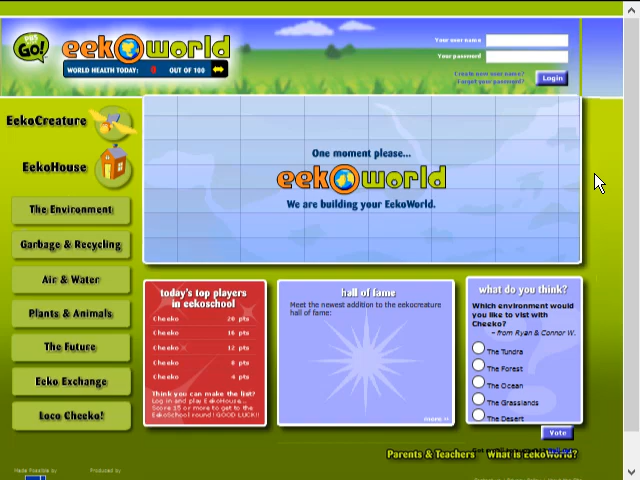 PBS
Go!
eekoworld
WORLD HEALTH TODAY: 0 OUT OF 100
Your user name
Your password
Create new user name?
Forgot your password?
Login
EekoCreature
EekoHouse
The Environment
Garbage & Recycling
Air & Water
Plants & Animals
The Future
Eeko Exchange
Loco Cheeko!
One moment please...
eekoworld
We are building your EekoWorld.
today's top players
in eekoschool
Cheeko 20 pts
Cheeko 16 pts
Cheeko 12 pts
Cheeko 8 pts
Cheeko 4 pts
Think you can make the list?
Log in and play EekoHouse...
Score 15 or more to get to the
EekoSchool round! GOOD LUCK!!
hall of fame
Meet the newest addition to the eekocreature
hall of fame:
more
what do you think?
Which environment would
you like to vist with
Cheeko?
- from Ryan & Connor W.
The Tundra
The Forest
The Ocean
The Grasslands
The Desert
Vote
Parents & Teachers
What is EekoWorld?
Made Possible by
Produced by